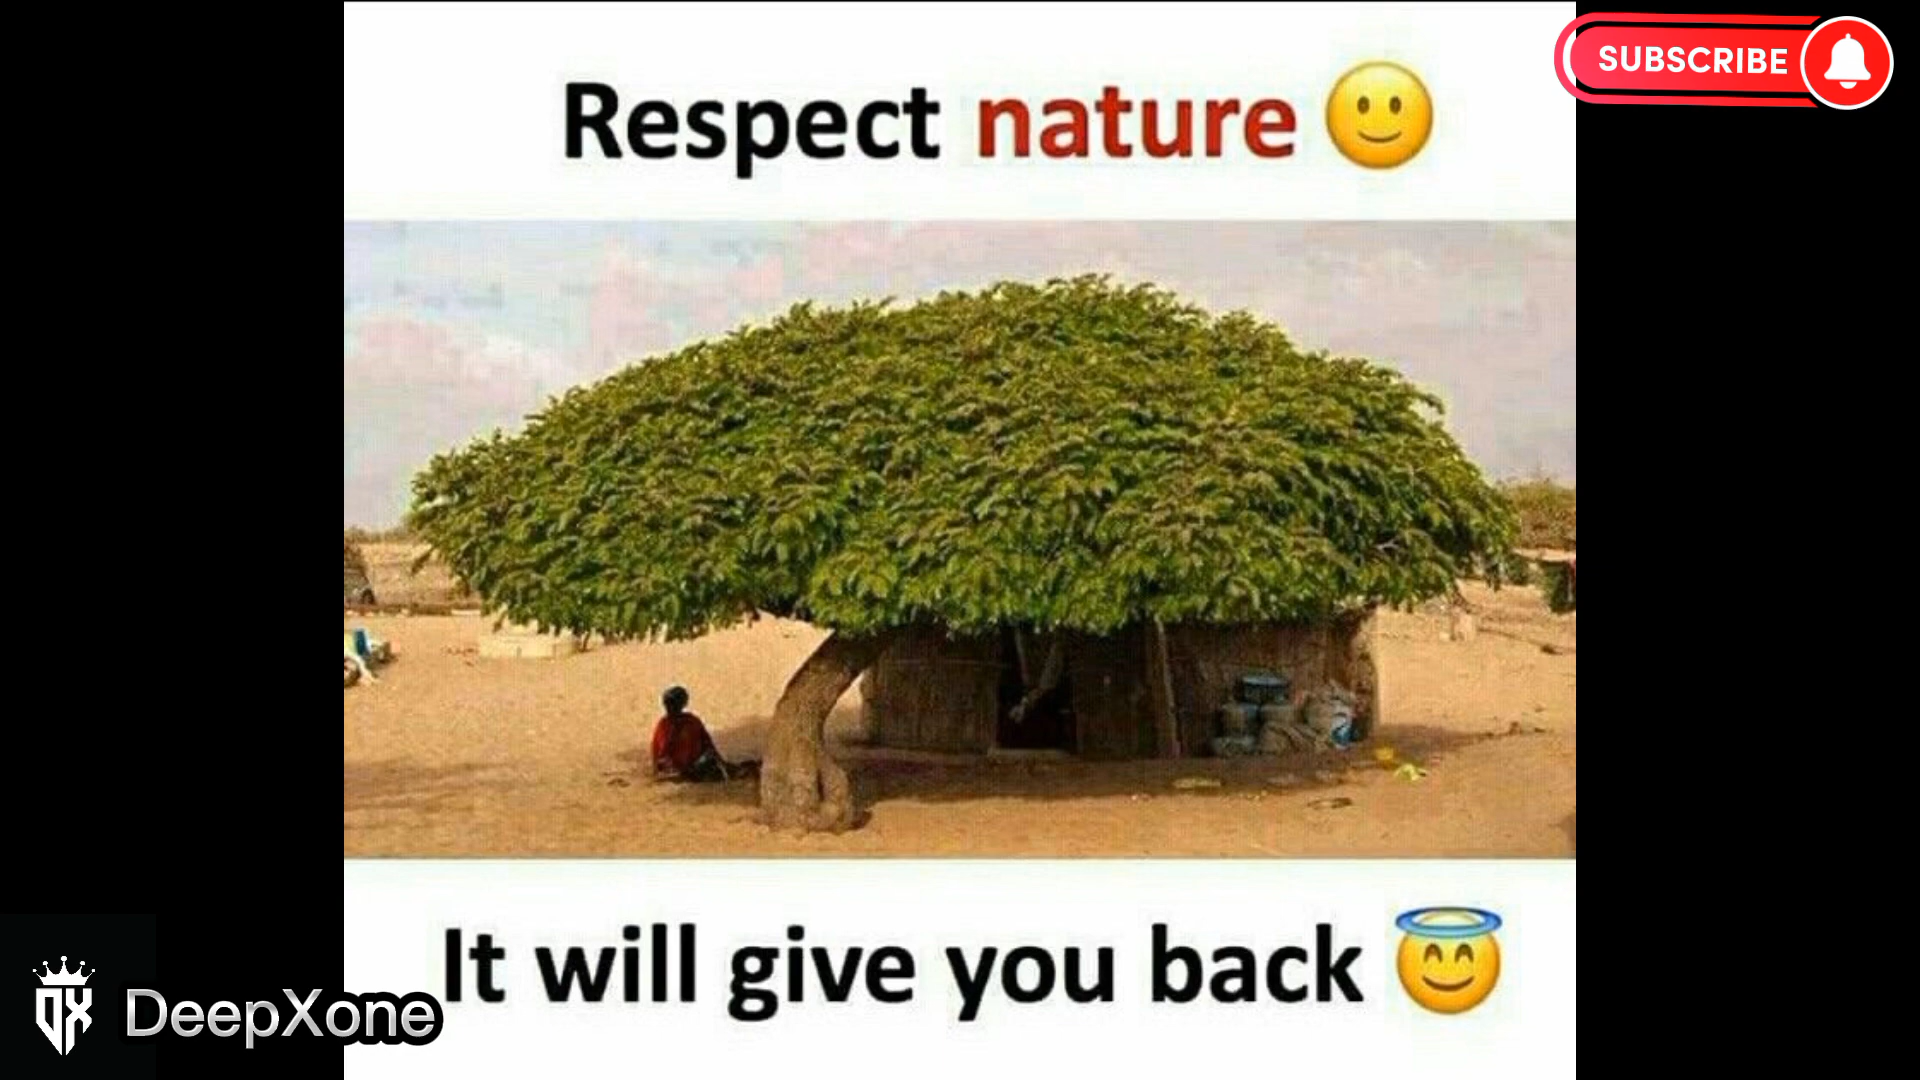 SUBSCRIBE
Respect nature 🙂
It will give you back 😇
DX DeepXone